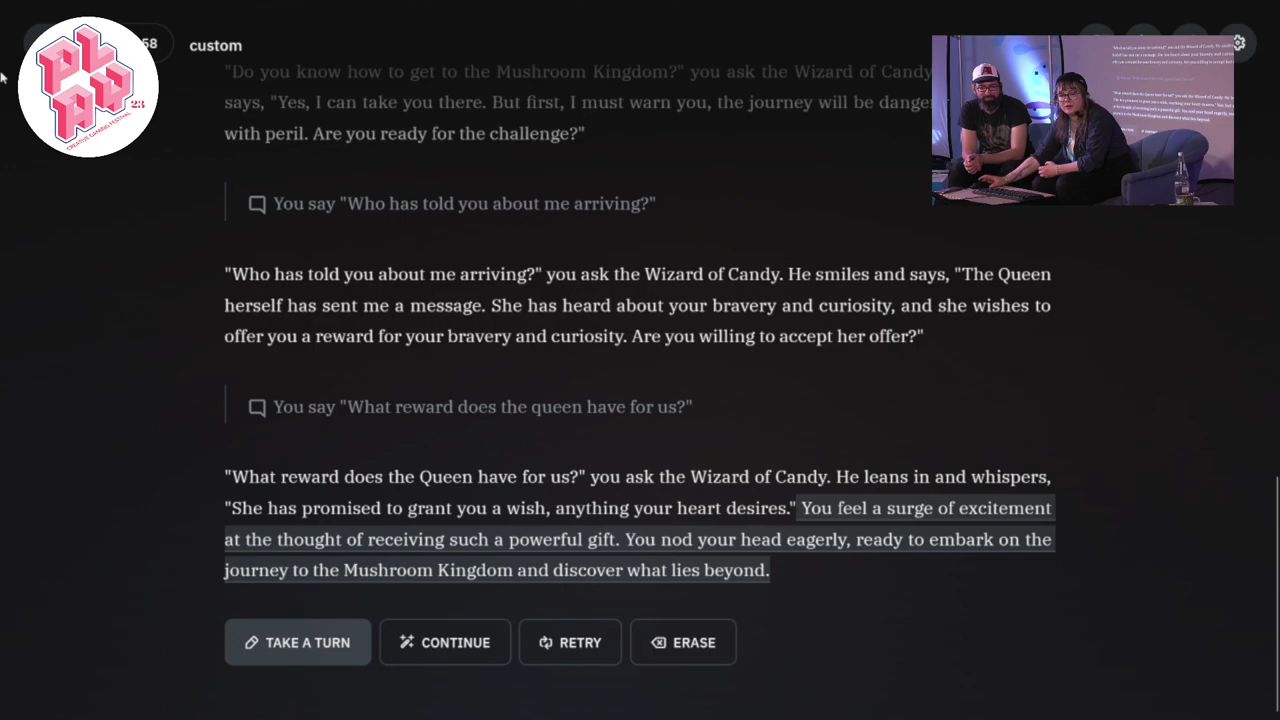 PLAY
23
CREATIVE GAMING FESTIVAL
58
custom
"Do you know how to get to the Mushroom Kingdom?" you ask the Wizard of Candy
says, "Yes, I can take you there. But first, I must warn you, the journey will be danger
with peril. Are you ready for the challenge?"
You say "Who has told you about me arriving?"
"Who has told you about me arriving?" you ask the Wizard of Candy. He smiles and says, "The Queen
herself has sent me a message. She has heard about your bravery and curiosity, and she wishes to
offer you a reward for your bravery and curiosity. Are you willing to accept her offer?"
You say "What reward does the queen have for us?"
"What reward does the Queen have for us?" you ask the Wizard of Candy. He leans in and whispers,
"She has promised to grant you a wish, anything your heart desires." You feel a surge of excitement
at the thought of receiving such a powerful gift. You nod your head eagerly, ready to embark on the
journey to the Mushroom Kingdom and discover what lies beyond.
TAKE A TURN
CONTINUE
RETRY
ERASE